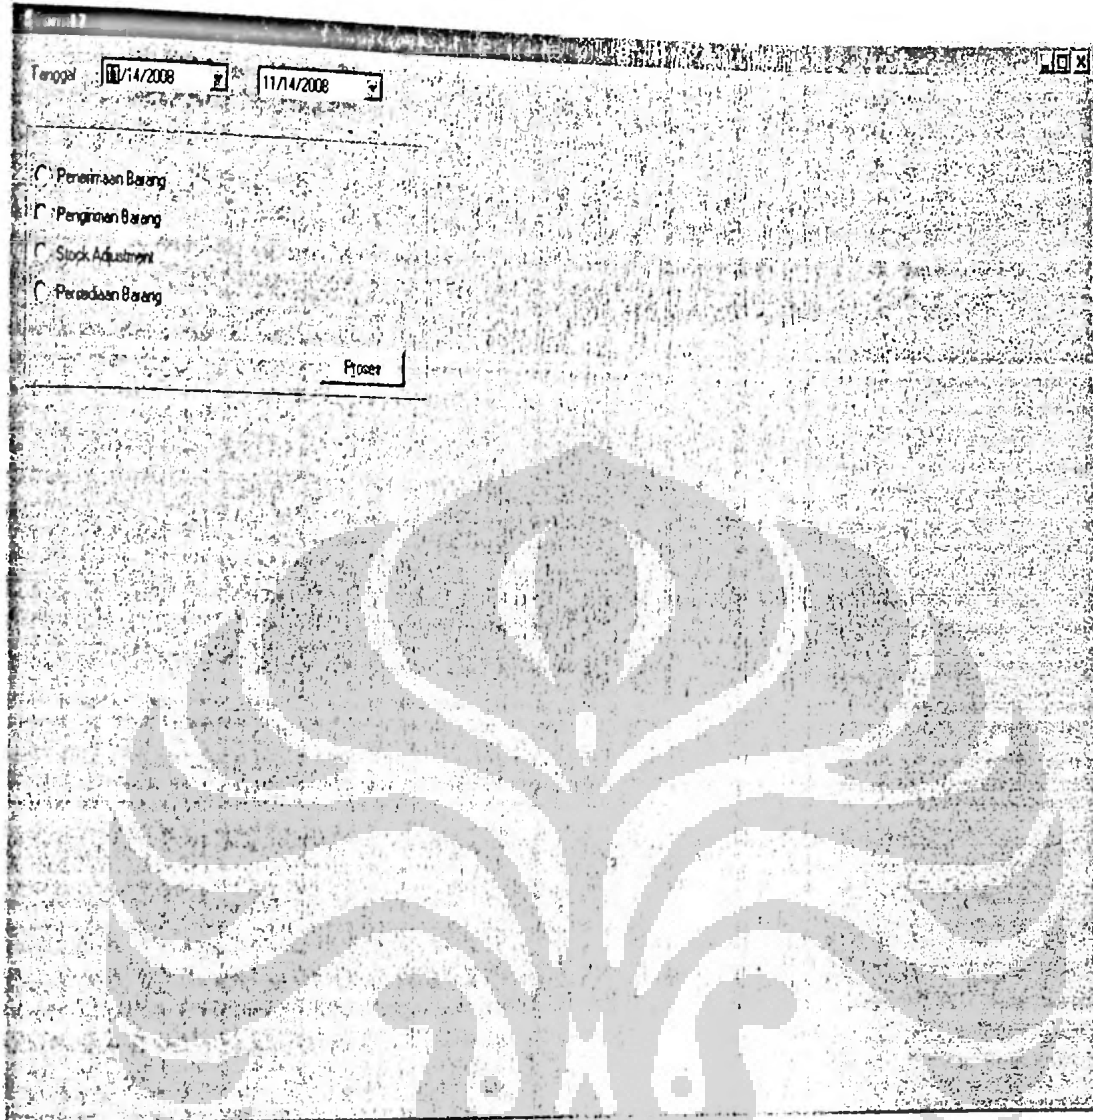 Tanggal 11/14/2008 11/14/2008
Penerimaan Barang
Pengiriman Barang
Stock Adjustment
Persediaan Barang
Proses